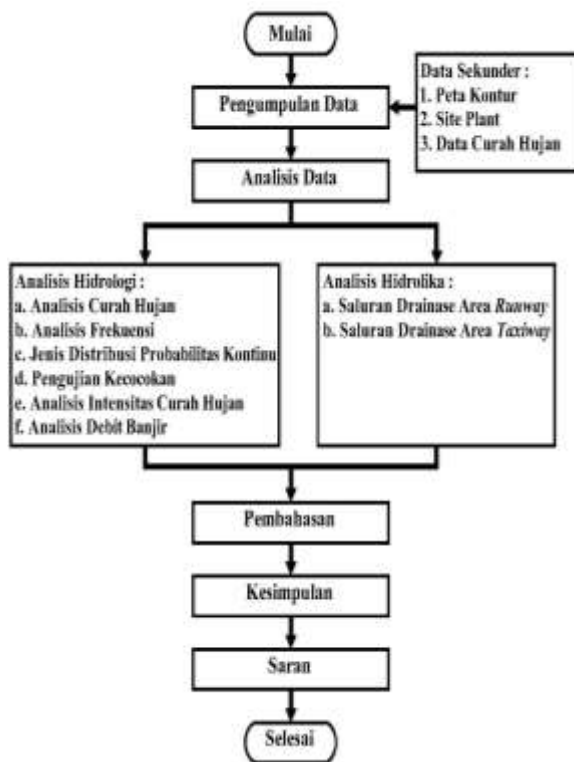 Mulai
Pengumpulan Data
Data Sekunder :
1. Peta Kontur
2. Site Plant
3. Data Curah Hujan
Analisis Data
Analisis Hidrologi :
a. Analisis Curah Hujan
b. Analisis Frekuensi
c. Jenis Distribusi Probabilitas Kontinu
d. Pengujian Kecocokan
e. Analisis Intensitas Curah Hujan
f. Analisis Debit Banjir
Analisis Hidrolika :
a. Saluran Drainase Area Runway
b. Saluran Drainase Area Taxiway
Pembahasan
Kesimpulan
Saran
Selesai